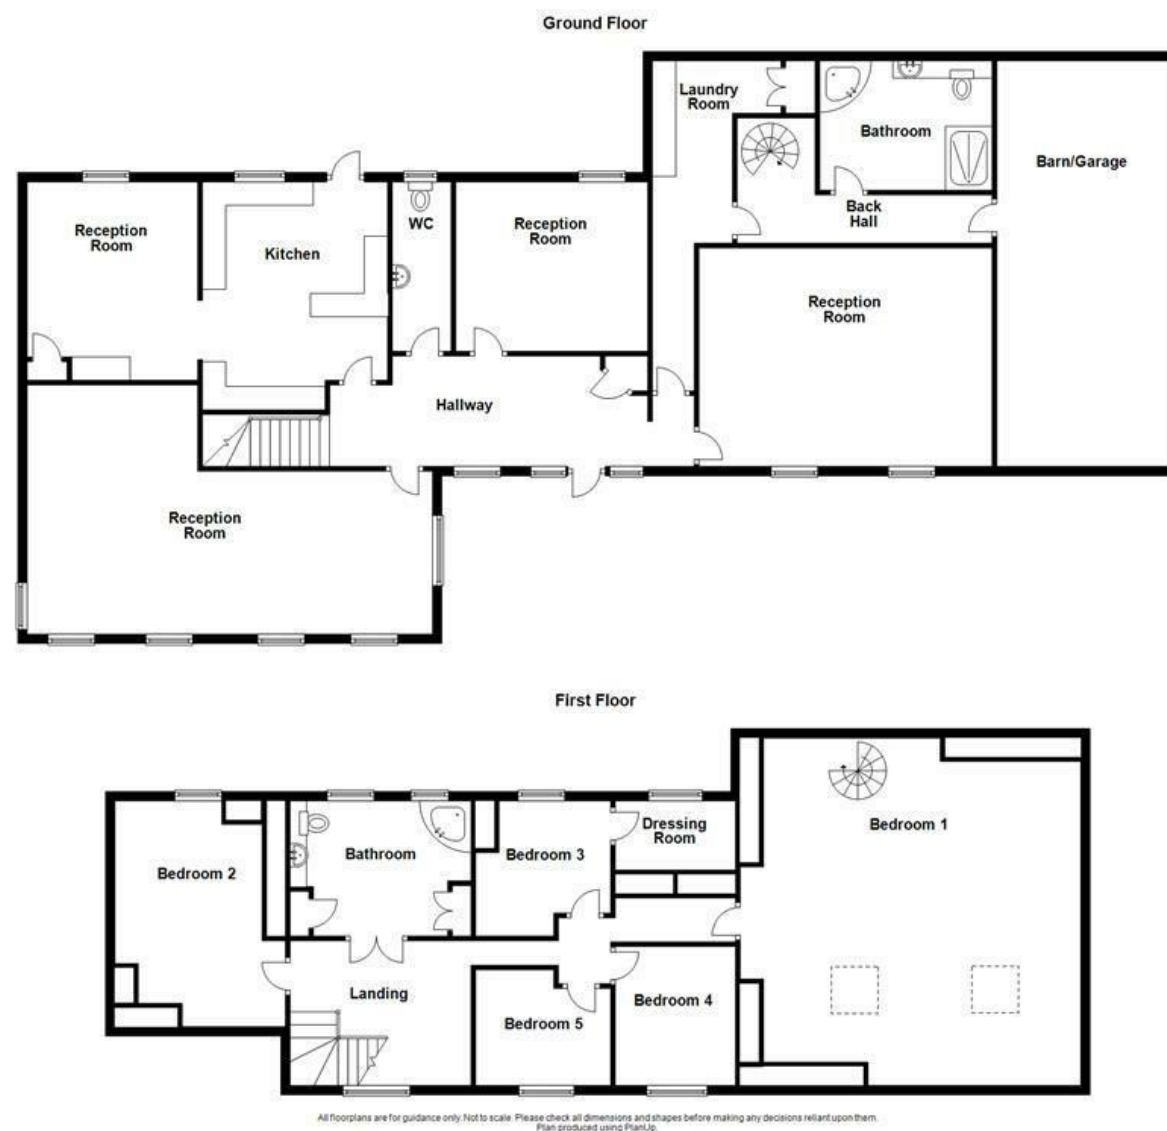 Ground Floor
Laundry
Room
Bathroom
Barn/Garage
Reception
Room
Kitchen
WC
Reception
Room
Back
Hall
Reception
Room
Hallway
Reception
Room
First Floor
Bedroom 2
Bathroom
Bedroom 3
Dressing
Room
Bedroom 1
Landing
Bedroom 5
Bedroom 4
All floorplans are for guidance only. Not to scale. Please check all dimensions and shapes before making any decisions reliant upon them.
Plan produced using PlanUp.